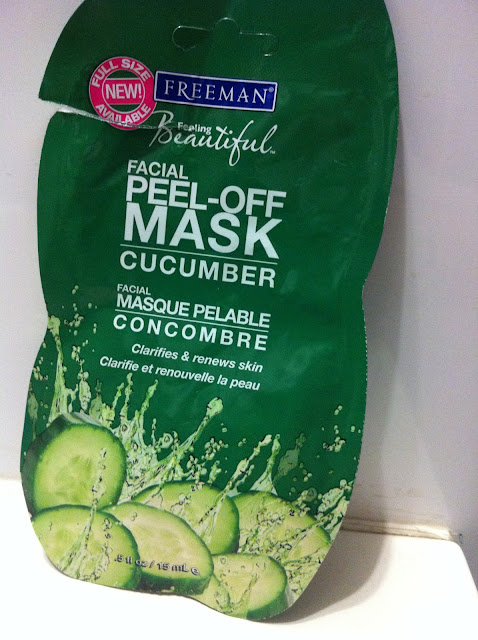 FULL SIZE
NEW!
AVAILABLE
FREEMAN®
Feeling
Beautiful™
FACIAL
PEEL-OFF
MASK
CUCUMBER
FACIAL
MASQUE PELABLE
CONCOMBRE
Clarifies & renews skin
Clarifie et renouvelle la peau
.5 fl oz / 15 mL e